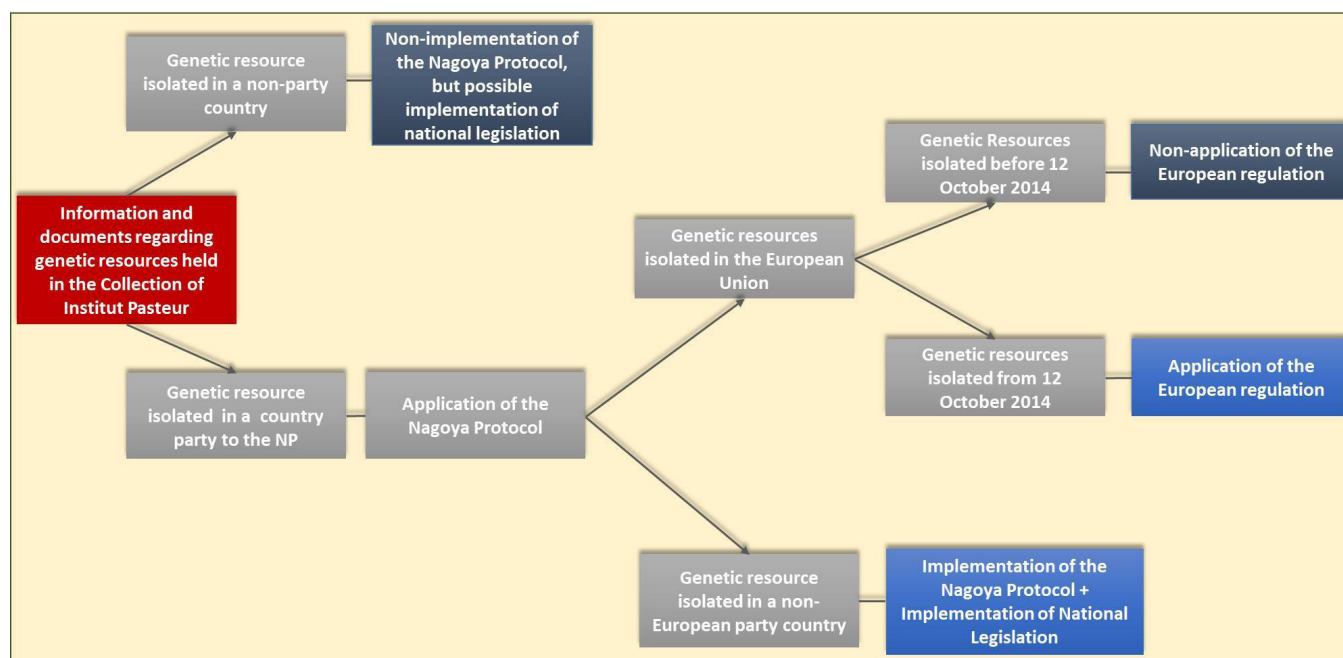 Genetic resource
isolated in a non-party
country
Non-implementation of
the Nagoya Protocol,
but possible
implementation of
national legislation
Information and
documents regarding
genetic resources held
in the Collection of
Institut Pasteur
Genetic resource
isolated in a country
party to the NP
Application of the
Nagoya Protocol
Genetic resources
isolated in the European
Union
Genetic Resources
isolated before 12
October 2014
Non-application of the
European regulation
Genetic resources
isolated from 12
October 2014
Application of the
European regulation
Genetic resource
isolated in a non-
European party country
Implementation of the
Nagoya Protocol +
Implementation of National
Legislation